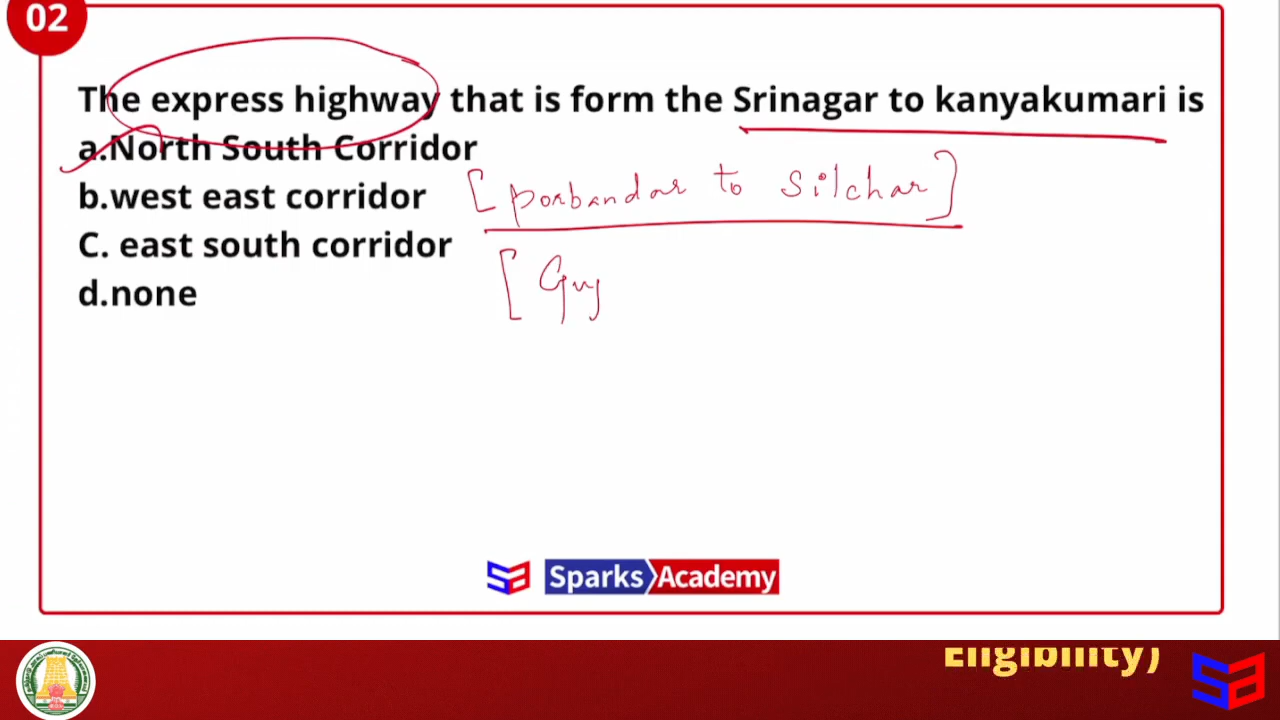 02
The express highway that is form the Srinagar to kanyakumari is
a.North South Corridor
b.west east corridor
[porbandar to Silchar]
C. east south corridor
[Guj
d.none
Sparks Academy
Eligibility)